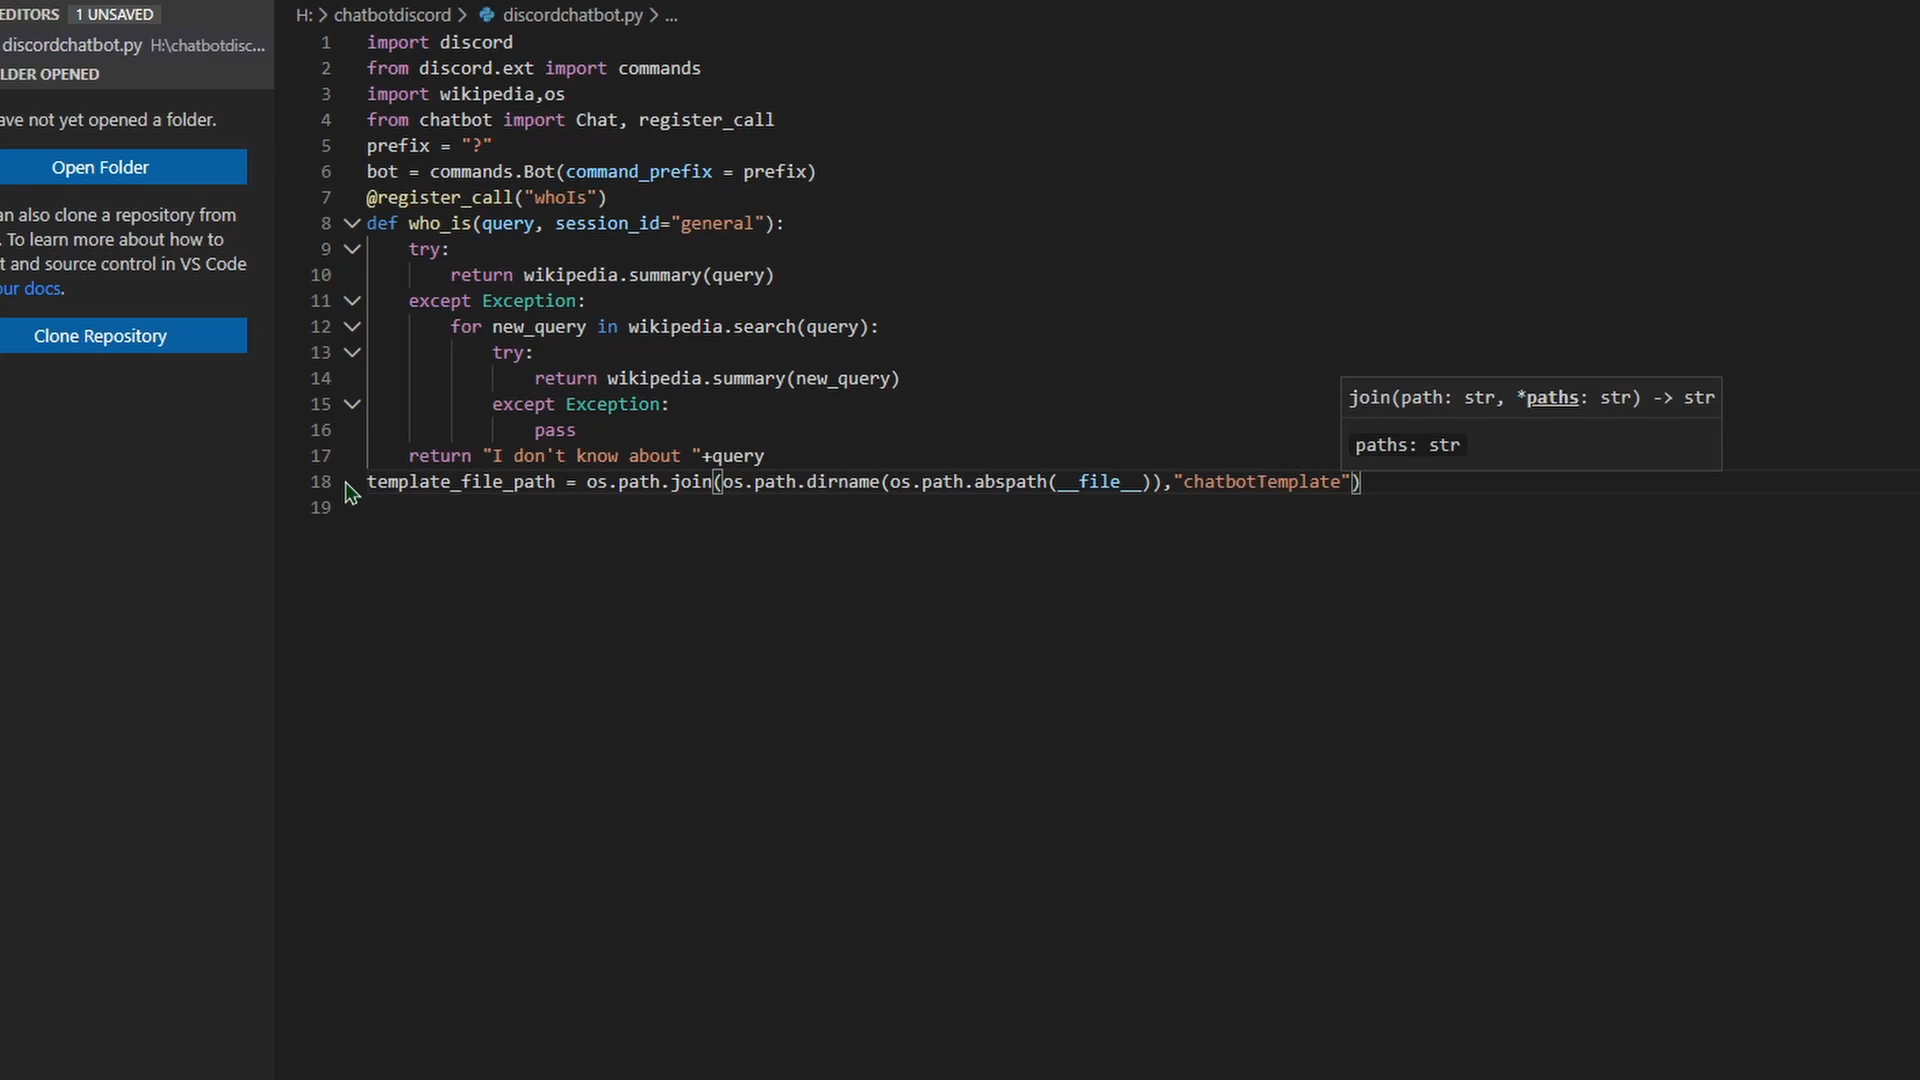 EDITORS 1 UNSAVED
discordchatbot.py H:\chatbotdisc...
LDER OPENED
ave not yet opened a folder.
Open Folder
an also clone a repository from
. To learn more about how to
t and source control in VS Code
our docs.
Clone Repository
H: > chatbotdiscord > discordchatbot.py > ...
1 import discord
2 from discord.ext import commands
3 import wikipedia,os
4 from chatbot import Chat, register_call
5 prefix = "?"
6 bot = commands.Bot(command_prefix = prefix)
7 @register_call("whoIs")
8 def who_is(query, session_id="general"):
9 try:
10 return wikipedia.summary(query)
11 except Exception:
12 for new_query in wikipedia.search(query):
13 try:
14 return wikipedia.summary(new_query)
15 except Exception:
16 pass
17 return "I don't know about "+query
18 template_file_path = os.path.join(os.path.dirname(os.path.abspath(__file__)),"chatbotTemplate")
19
join(path: str, *paths: str) -> str
paths: str